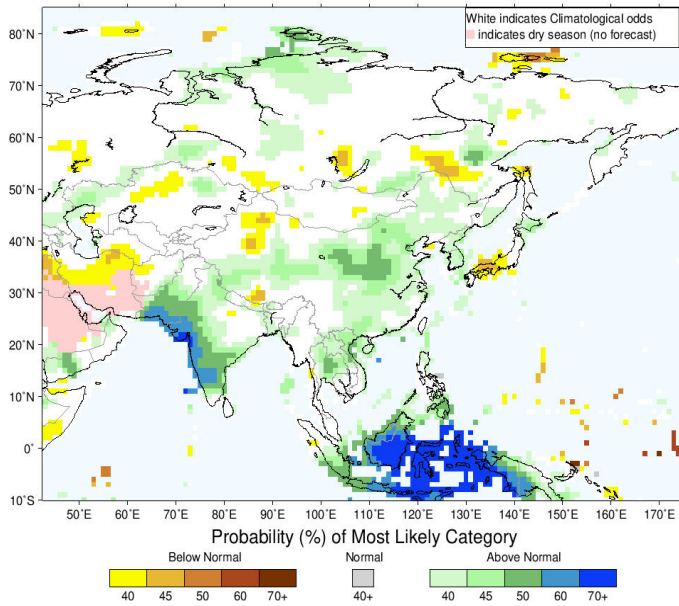 White indicates Climatological odds
indicates dry season (no forecast)
80°N
70°N
60°N
50°N
40°N
30°N
20°N
10°N
0°
10°S
50°E 60°E 70°E 80°E 90°E 100°E 110°E 120°E 130°E 140°E 150°E 160°E 170°E
Probability (%) of Most Likely Category
Below Normal Normal Above Normal
40 45 50 60 70+ 40+ 40 45 50 60 70+